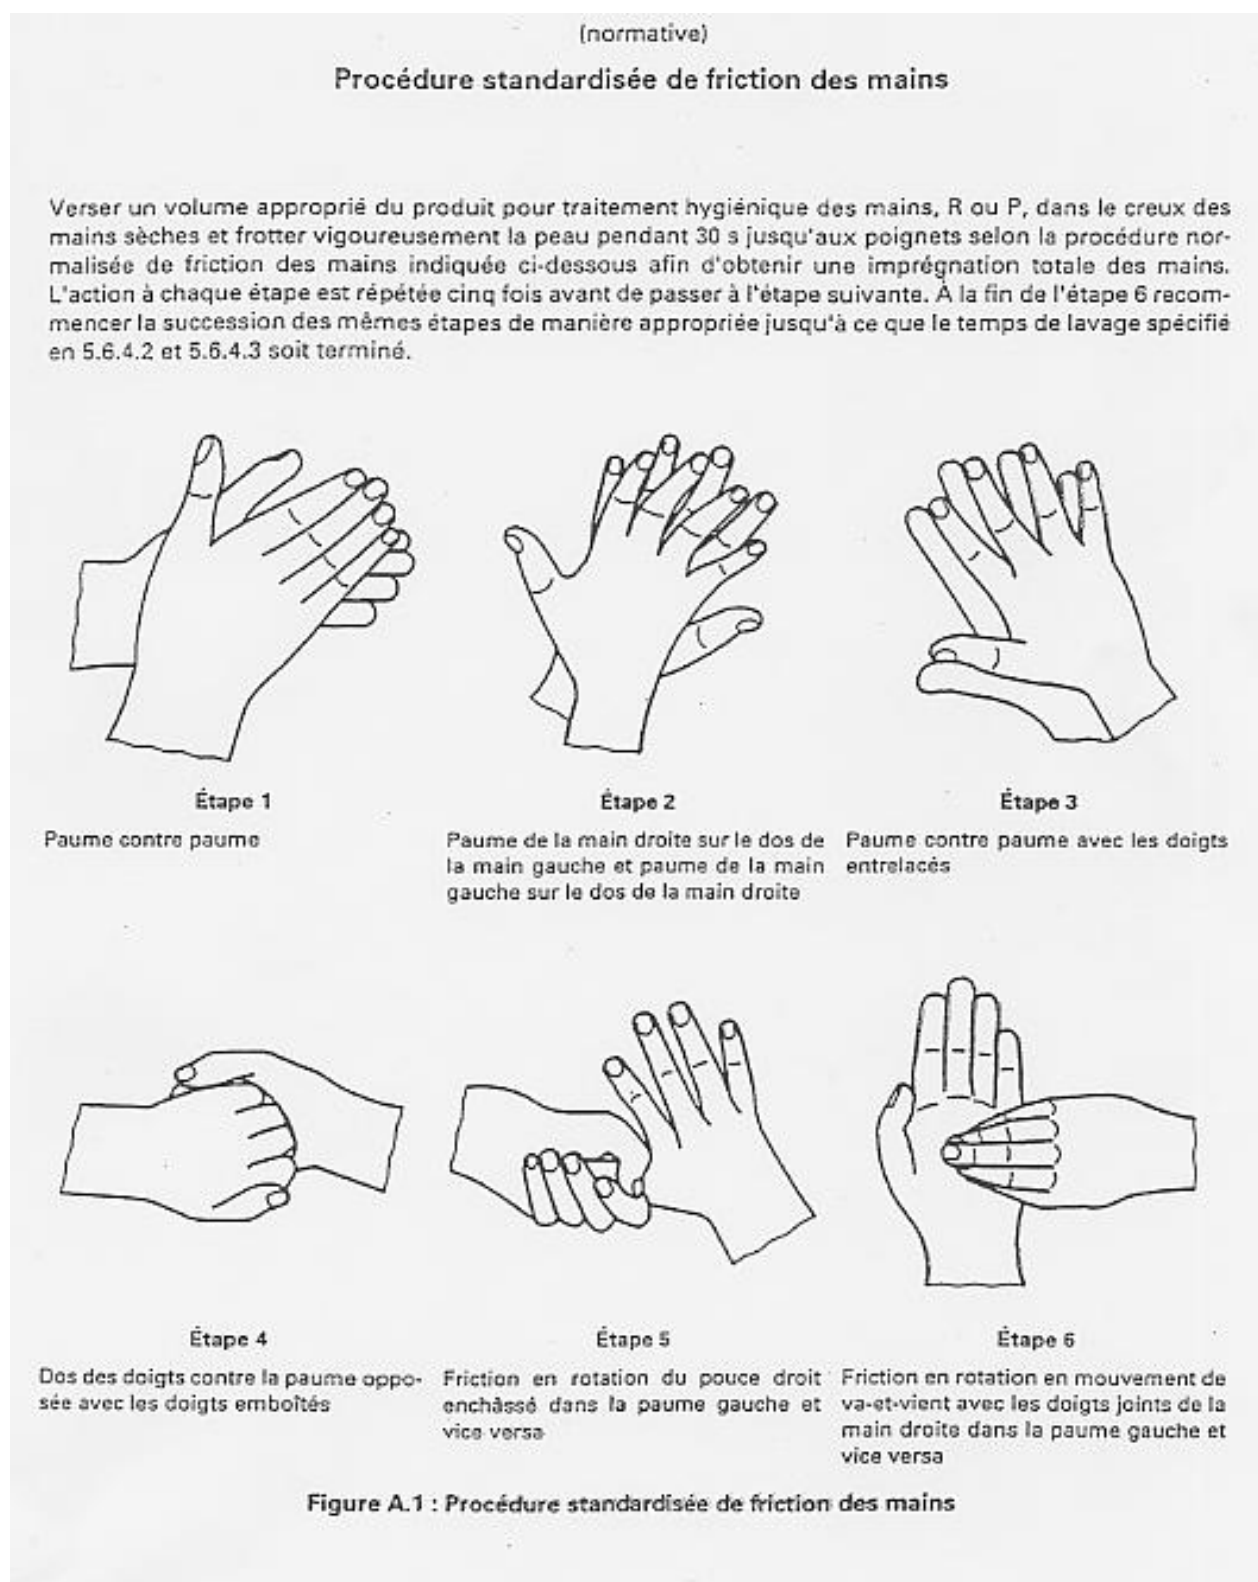 (normative)
Procédure standardisée de friction des mains
Verser un volume approprié du produit pour traitement hygiénique des mains, R ou P, dans le creux des
mains sèches et frotter vigoureusement la peau pendant 30 s jusqu'aux poignets selon la procédure nor-
malisée de friction des mains indiquée ci-dessous afin d'obtenir une imprégnation totale des mains.
L'action à chaque étape est répétée cinq fois avant de passer à l'étape suivante. À la fin de l'étape 6 recom-
mencer la succession des mêmes étapes de manière appropriée jusqu'à ce que le temps de lavage spécifié
en 5.6.4.2 et 5.6.4.3 soit terminé.
Étape 1
Paume contre paume
Étape 2
Paume de la main droite sur le dos de
la main gauche et paume de la main
gauche sur le dos de la main droite
Étape 3
Paume contre paume avec les doigts
entrelacés
Étape 4
Dos des doigts contre la paume oppo-
sée avec les doigts emboîtés
Étape 5
Friction en rotation du pouce droit
enchâssé dans la paume gauche et
vice versa
Étape 6
Friction en rotation en mouvement de
va-et-vient avec les doigts joints de la
main droite dans la paume gauche et
vice versa
Figure A.1 : Procédure standardisée de friction des mains